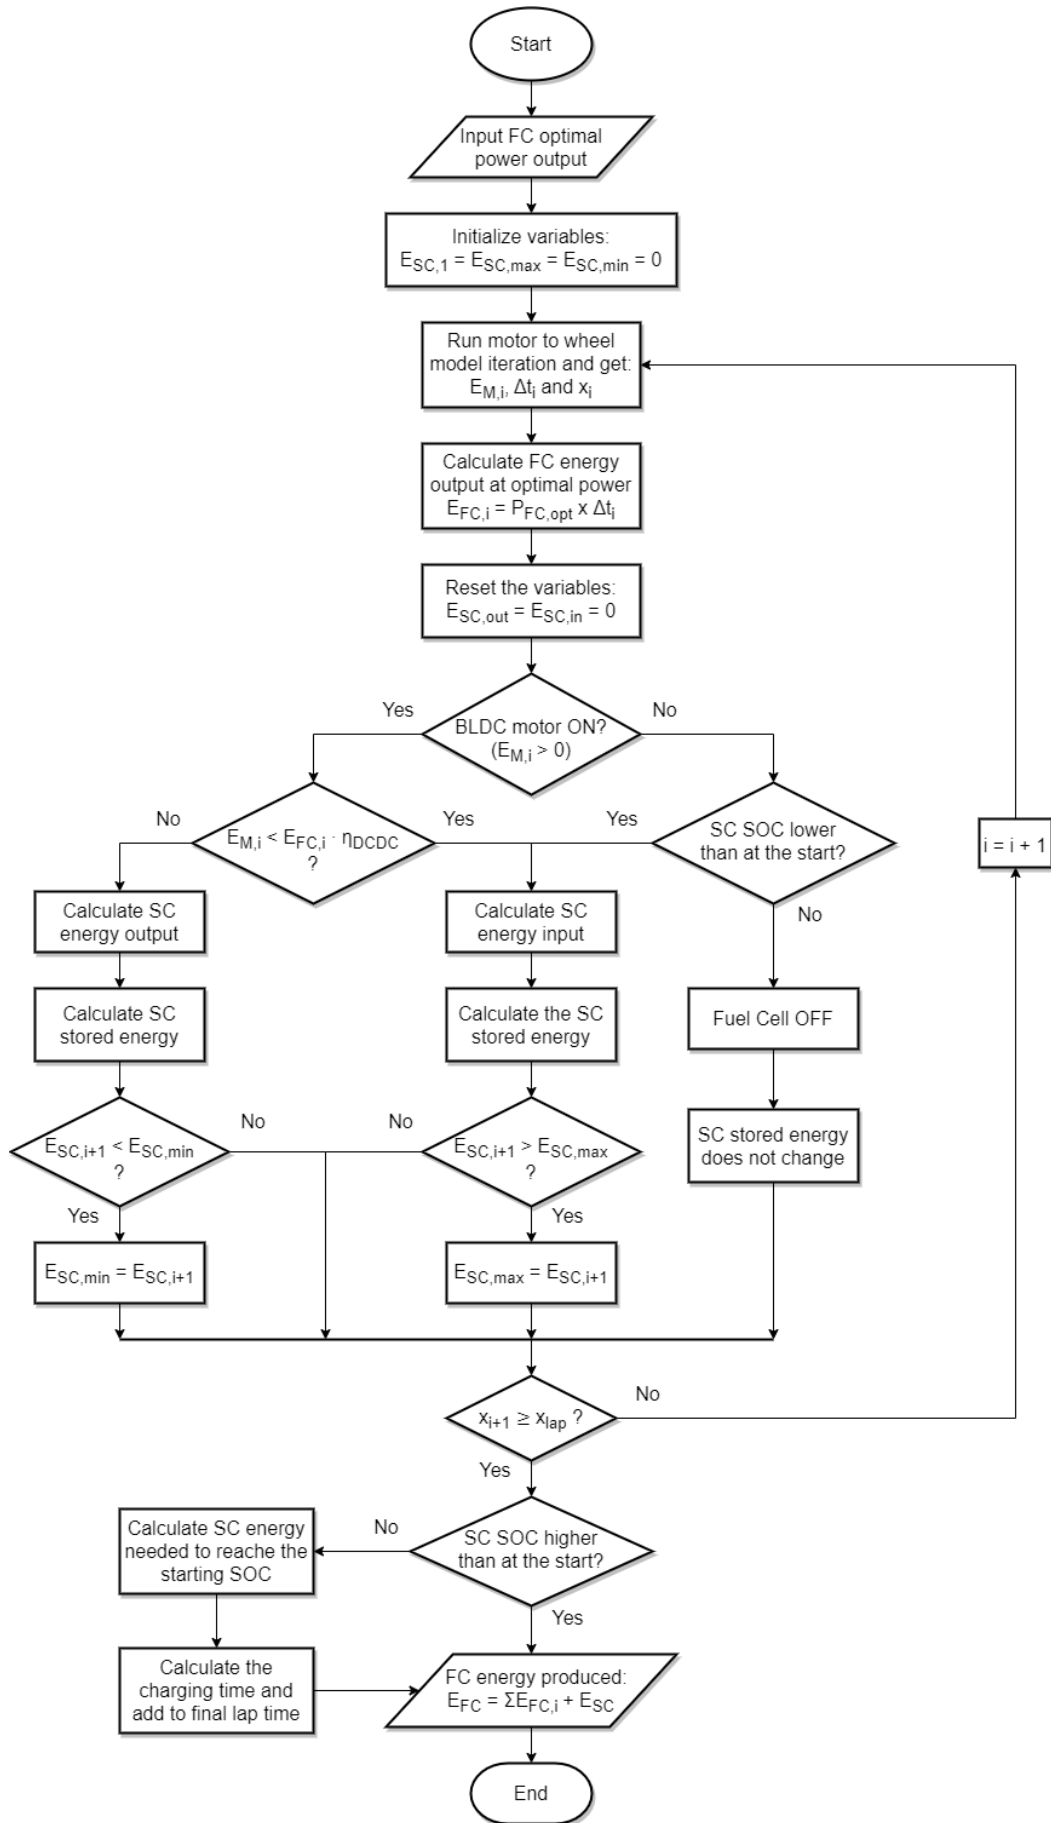 Start
Input FC optimal
power output
Initialize variables:
E_SC,1 = E_SC,max = E_SC,min = 0
Run motor to wheel
model iteration and get:
E_M,i, Δt_i and x_i
Calculate FC energy
output at optimal power
E_FC,i = P_FC,opt x Δt_i
Reset the variables:
E_SC,out = E_SC,in = 0
Yes
BLDC motor ON?
(E_M,i > 0)
No
No
E_M,i < E_FC,i · η_DCDC
?
Yes
Yes
SC SOC lower
than at the start?
No
i = i + 1
Calculate SC
energy output
Calculate SC
energy input
Calculate SC
stored energy
Calculate the SC
stored energy
Fuel Cell OFF
E_SC,i+1 < E_SC,min
?
No
No
E_SC,i+1 > E_SC,max
?
SC stored energy
does not change
Yes
Yes
E_SC,min = E_SC,i+1
E_SC,max = E_SC,i+1
x_i+1 ≥ x_lap ?
No
Yes
Calculate SC energy
needed to reache the
starting SOC
No
SC SOC higher
than at the start?
Yes
Calculate the
charging time and
add to final lap time
FC energy produced:
E_FC = ΣE_FC,i + E_SC
End